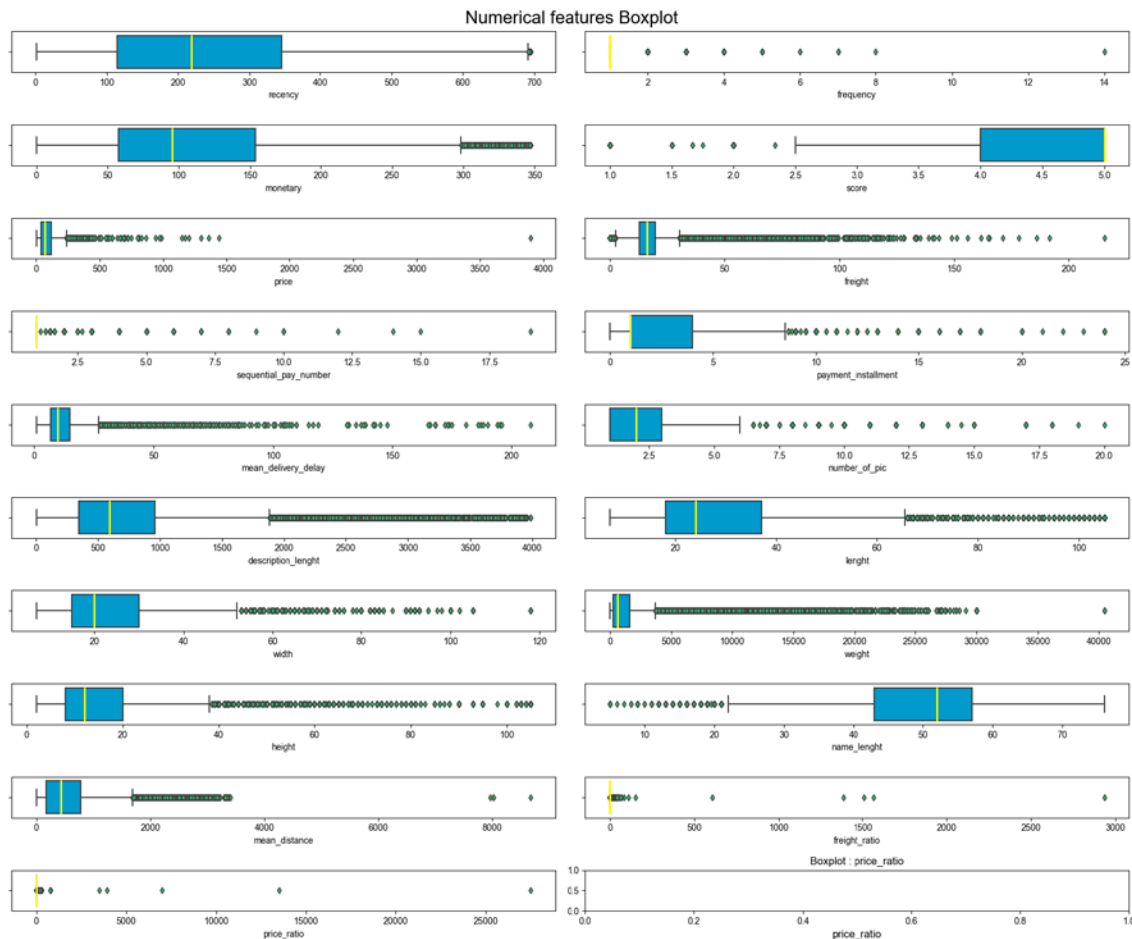 Numerical features Boxplot
0 100 200 300 400 500 600 700
recency
2 4 6 8 10 12 14
frequency
0 50 100 150 200 250 300 350
monetary
1.0 1.5 2.0 2.5 3.0 3.5 4.0 4.5 5.0
score
0 500 1000 1500 2000 2500 3000 3500 4000
price
0 50 100 150 200
freight
2.5 5.0 7.5 10.0 12.5 15.0 17.5
sequential_pay_number
0 5 10 15 20 25
payment_installment
0 50 100 150 200
mean_delivery_delay
2.5 5.0 7.5 10.0 12.5 15.0 17.5 20.0
number_of_pic
0 500 1000 1500 2000 2500 3000 3500 4000
description_lenght
20 40 60 80 100
lenght
20 40 60 80 100 120
width
0 5000 10000 15000 20000 25000 30000 35000 40000
weight
0 20 40 60 80 100
height
10 20 30 40 50 60 70
name_lenght
0 2000 4000 6000 8000
mean_distance
0 500 1000 1500 2000 2500 3000
freight_ratio
0 5000 10000 15000 20000 25000
price_ratio
Boxplot : price_ratio
1.0
0.5
0.0
0.0 0.2 0.4 0.6 0.8 1.0
price_ratio